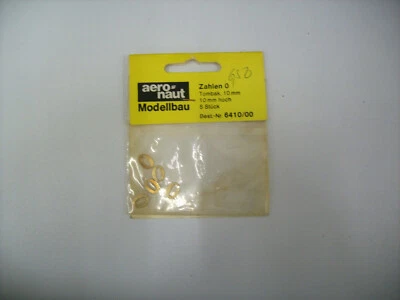 aero-
naut
Modellbau
Zahlen 0
Tombak, 10 mm
10 mm hoch
5 Stück
Best.-Nr. 6410/00